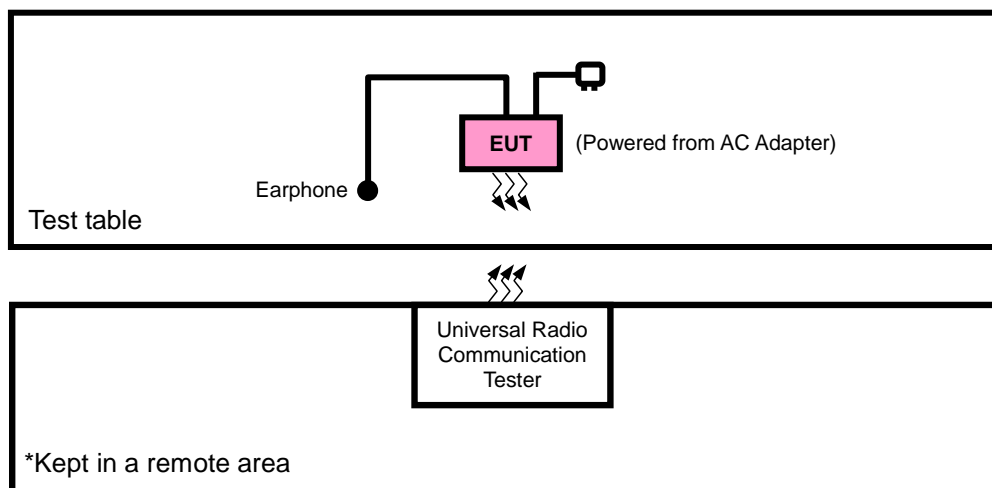 EUT
(Powered from AC Adapter)
Earphone
Test table
Universal Radio
Communication
Tester
*Kept in a remote area